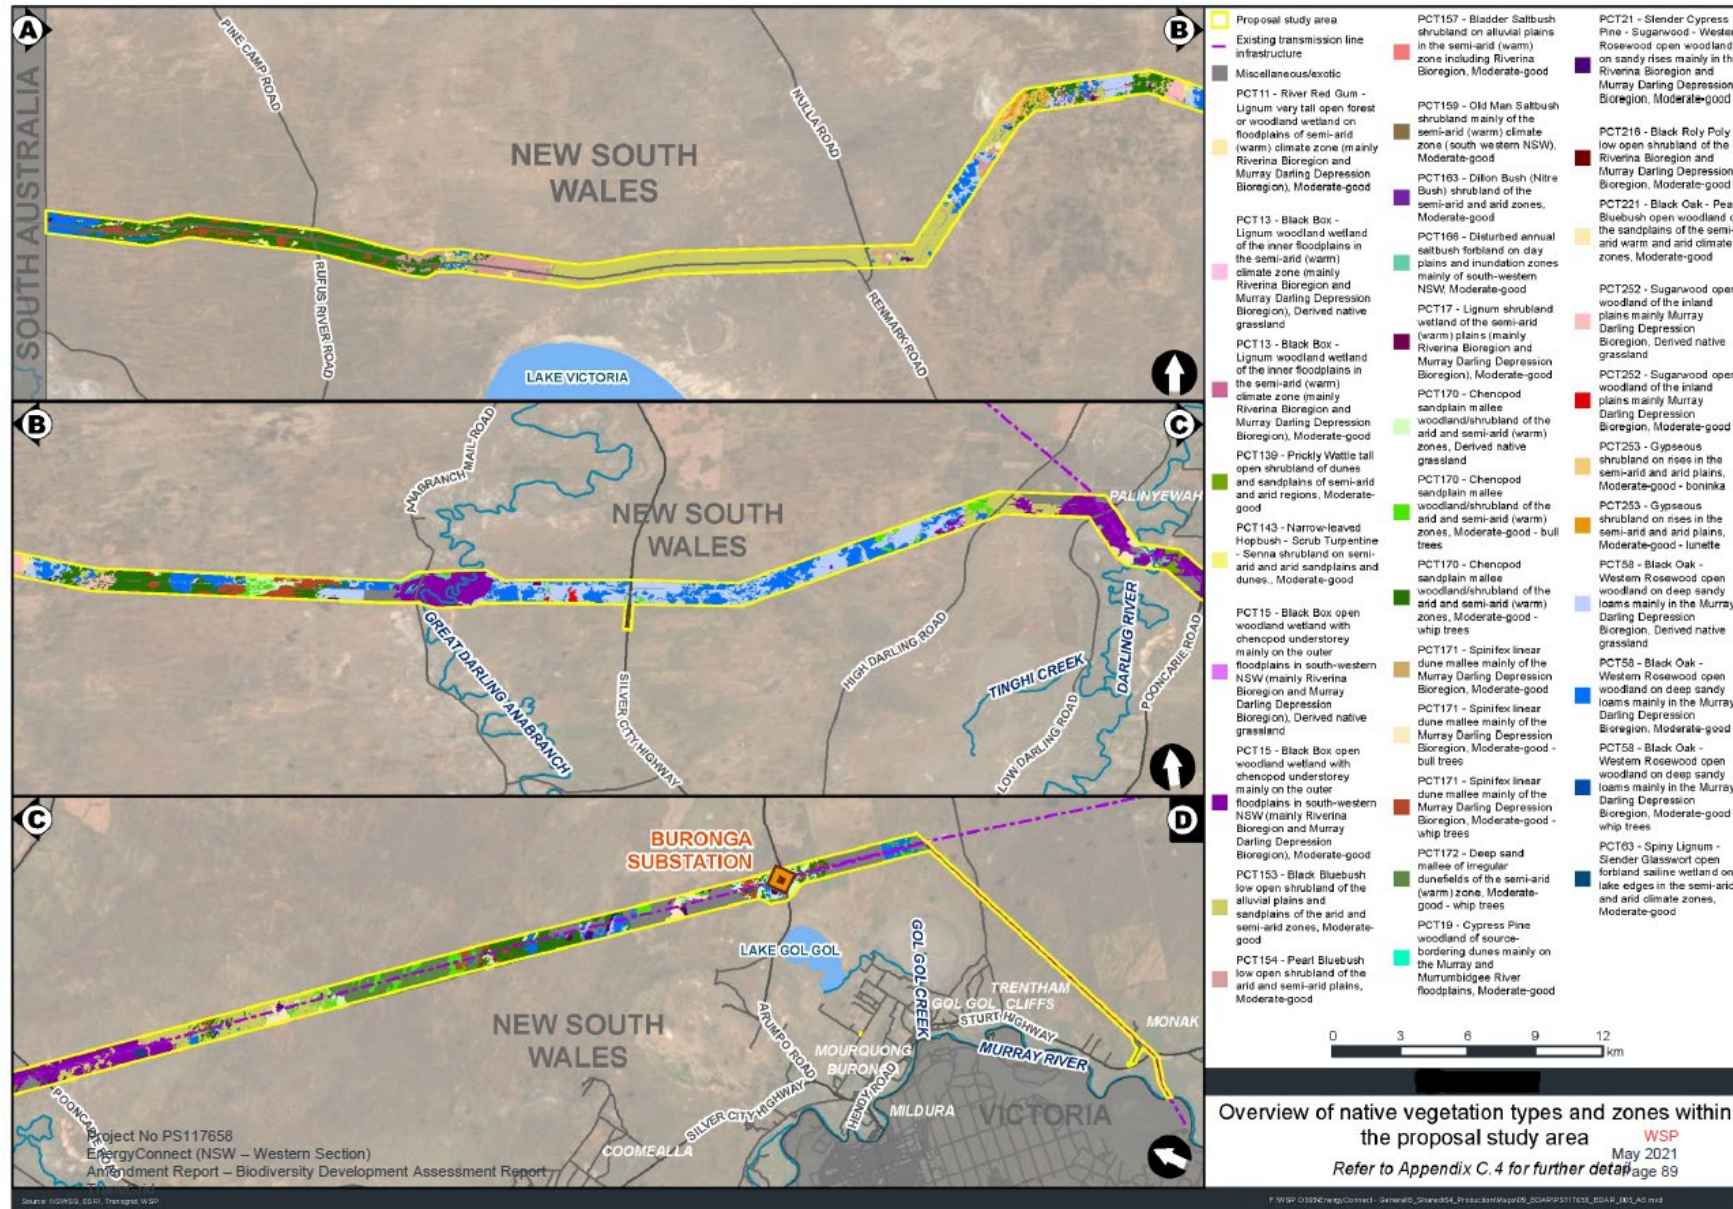 A
B
SOUTH AUSTRALIA
PINE CAMP ROAD
NULLA ROAD
NEW SOUTH
WALES
RUFUS RIVER ROAD
RENMARK ROAD
LAKE VICTORIA
B
C
ANABRANCH MAIL ROAD
NEW SOUTH
WALES
PALINYEWAH
GREAT DARLING ANABRANCH
SILVER CITY HIGHWAY
HIGH DARLING ROAD
TINGHI CREEK
LOW DARLING ROAD
DARLING RIVER
POONCARIE ROAD
C
D
BURONGA
SUBSTATION
LAKE GOL GOL
GOL GOL CREEK
TRENTHAM
CLIFFS
GOL GOL
STURT HIGHWAY
MONAK
NEW SOUTH
WALES
ARUMPO ROAD
MOURQUONG
BURONGA
MURRAY RIVER
SILVER CITY HIGHWAY
HENDY ROAD
MILDURA
VICTORIA
COOMEALLA
POONCARIE ROAD
Project No PS117658
EnergyConnect (NSW – Western Section)
Amendment Report – Biodiversity Development Assessment Report
TransGrid
Source: NSWSS, ESRI, Transgrid, WSP
Proposal study area
Existing transmission line
infrastructure
Miscellaneous/exotic
PCT11 - River Red Gum -
Lignum very tall open forest
or woodland wetland on
floodplains of semi-arid
(warm) climate zone (mainly
Riverina Bioregion and
Murray Darling Depression
Bioregion), Moderate-good
PCT13 - Black Box -
Lignum woodland wetland
of the inner floodplains in
the semi-arid (warm)
climate zone (mainly
Riverina Bioregion and
Murray Darling Depression
Bioregion), Derived native
grassland
PCT13 - Black Box -
Lignum woodland wetland
of the inner floodplains in
the semi-arid (warm)
climate zone (mainly
Riverina Bioregion and
Murray Darling Depression
Bioregion), Moderate-good
PCT139 - Prickly Wattle tall
open shrubland of dunes
and sandplains of semi-arid
and arid regions, Moderate-
good
PCT143 - Narrow-leaved
Hopbush - Scrub Turpentine
- Senna shrubland on semi-
arid and arid sandplains and
dunes., Moderate-good
PCT15 - Black Box open
woodland wetland with
chenopod understorey
mainly on the outer
floodplains in south-western
NSW (mainly Riverina
Bioregion and Murray
Darling Depression
Bioregion), Derived native
grassland
PCT15 - Black Box open
woodland wetland with
chenopod understorey
mainly on the outer
floodplains in south-western
NSW (mainly Riverina
Bioregion and Murray
Darling Depression
Bioregion), Moderate-good
PCT153 - Black Bluebush
low open shrubland of the
alluvial plains and
sandplains of the arid and
semi-arid zones, Moderate-
good
PCT154 - Pearl Bluebush
low open shrubland of the
arid and semi-arid plains,
Moderate-good
PCT157 - Bladder Saltbush
shrubland on alluvial plains
in the semi-arid (warm)
zone including Riverina
Bioregion, Moderate-good
PCT159 - Old Man Saltbush
shrubland mainly of the
semi-arid (warm) climate
zone (south western NSW),
Moderate-good
PCT163 - Dillon Bush (Nitre
Bush) shrubland of the
semi-arid and arid zones,
Moderate-good
PCT166 - Disturbed annual
saltbush forbland on clay
plains and inundation zones
mainly of south-western
NSW, Moderate-good
PCT17 - Lignum shrubland
wetland of the semi-arid
(warm) plains (mainly
Riverina Bioregion and
Murray Darling Depression
Bioregion), Moderate-good
PCT170 - Chenopod
sandplain mallee
woodland/shrubland of the
arid and semi-arid (warm)
zones, Derived native
grassland
PCT170 - Chenopod
sandplain mallee
woodland/shrubland of the
arid and semi-arid (warm)
zones, Moderate-good - bull
trees
PCT170 - Chenopod
sandplain mallee
woodland/shrubland of the
arid and semi-arid (warm)
zones, Moderate-good -
whip trees
PCT171 - Spinifex linear
dune mallee mainly of the
Murray Darling Depression
Bioregion, Moderate-good
PCT171 - Spinifex linear
dune mallee mainly of the
Murray Darling Depression
Bioregion, Moderate-good -
bull trees
PCT171 - Spinifex linear
dune mallee mainly of the
Murray Darling Depression
Bioregion, Moderate-good -
whip trees
PCT172 - Deep sand
mallee of irregular
dunefields of the semi-arid
(warm) zone, Moderate-
good - whip trees
PCT19 - Cypress Pine
woodland of source-
bordering dunes mainly on
the Murray and
Murrumbidgee River
floodplains, Moderate-good
PCT21 - Slender Cypress
Pine - Sugarwood - Wester
Rosewood open woodland
on sandy rises mainly in th
Riverina Bioregion and
Murray Darling Depression
Bioregion, Moderate-good
PCT216 - Black Roly Poly
low open shrubland of the
Riverina Bioregion and
Murray Darling Depression
Bioregion, Moderate-good
PCT221 - Black Oak - Pea
Bluebush open woodland o
the sandplains of the semi-
arid warm and arid climate
zones, Moderate-good
PCT252 - Sugarwood open
woodland of the inland
plains mainly Murray
Darling Depression
Bioregion, Derived native
grassland
PCT252 - Sugarwood open
woodland of the inland
plains mainly Murray
Darling Depression
Bioregion, Moderate-good
PCT253 - Gypseous
shrubland on rises in the
semi-arid and arid plains,
Moderate-good - boninka
PCT253 - Gypseous
shrubland on rises in the
semi-arid and arid plains,
Moderate-good - lunette
PCT58 - Black Oak -
Western Rosewood open
woodland on deep sandy
loams mainly in the Murray
Darling Depression
Bioregion, Derived native
grassland
PCT58 - Black Oak -
Western Rosewood open
woodland on deep sandy
loams mainly in the Murray
Darling Depression
Bioregion, Moderate-good
PCT58 - Black Oak -
Western Rosewood open
woodland on deep sandy
loams mainly in the Murray
Darling Depression
Bioregion, Moderate-good
whip trees
PCT63 - Spiny Lignum -
Slender Glasswort open
forbland saline wetland on
lake edges in the semi-arid
and arid climate zones,
Moderate-good
0 3 6 9 12
km
Overview of native vegetation types and zones within
the proposal study area
WSP
May 2021
Refer to Appendix C.4 for further detail
Page 89